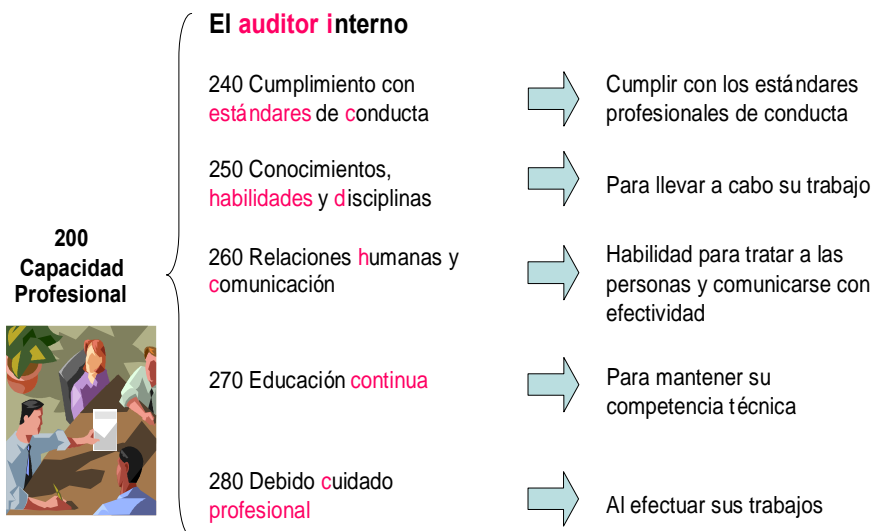 El auditor interno
200
Capacidad
Profesional
240 Cumplimiento con
estándares de conducta
Cumplir con los estándares
profesionales de conducta
250 Conocimientos,
habilidades y disciplinas
Para llevar a cabo su trabajo
260 Relaciones humanas y
comunicación
Habilidad para tratar a las
personas y comunicarse con
efectividad
270 Educación continua
Para mantener su
competencia técnica
280 Debido cuidado
profesional
Al efectuar sus trabajos